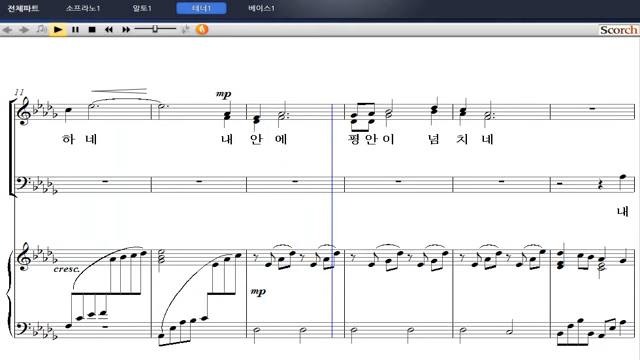 전체파트 소프라노1 알토1 테너1 베이스1
Scorch
11
mp
하 네 내 안 에 평 안 이 넘 치 네
내
cresc.
mp